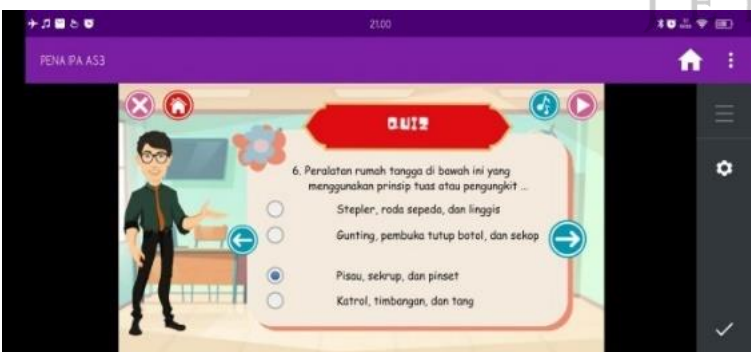 21.00
PENA IPA AS3
QUIZ
6. Peralatan rumah tangga di bawah ini yang
menggunakan prinsip tuas atau pengungkit ...
Stepler, roda sepeda, dan linggis
Gunting, pembuka tutup botol, dan sekop
Pisau, sekrup, dan pinset
Katrol, timbangan, dan tang